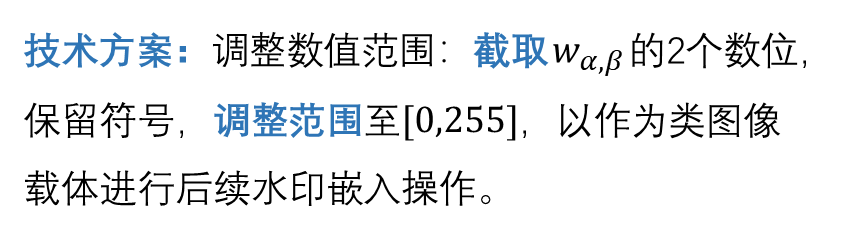 技术方案：调整数值范围：截取w_{α,β}的2个数位，
保留符号，调整范围至[0,255]，以作为类图像
载体进行后续水印嵌入操作。